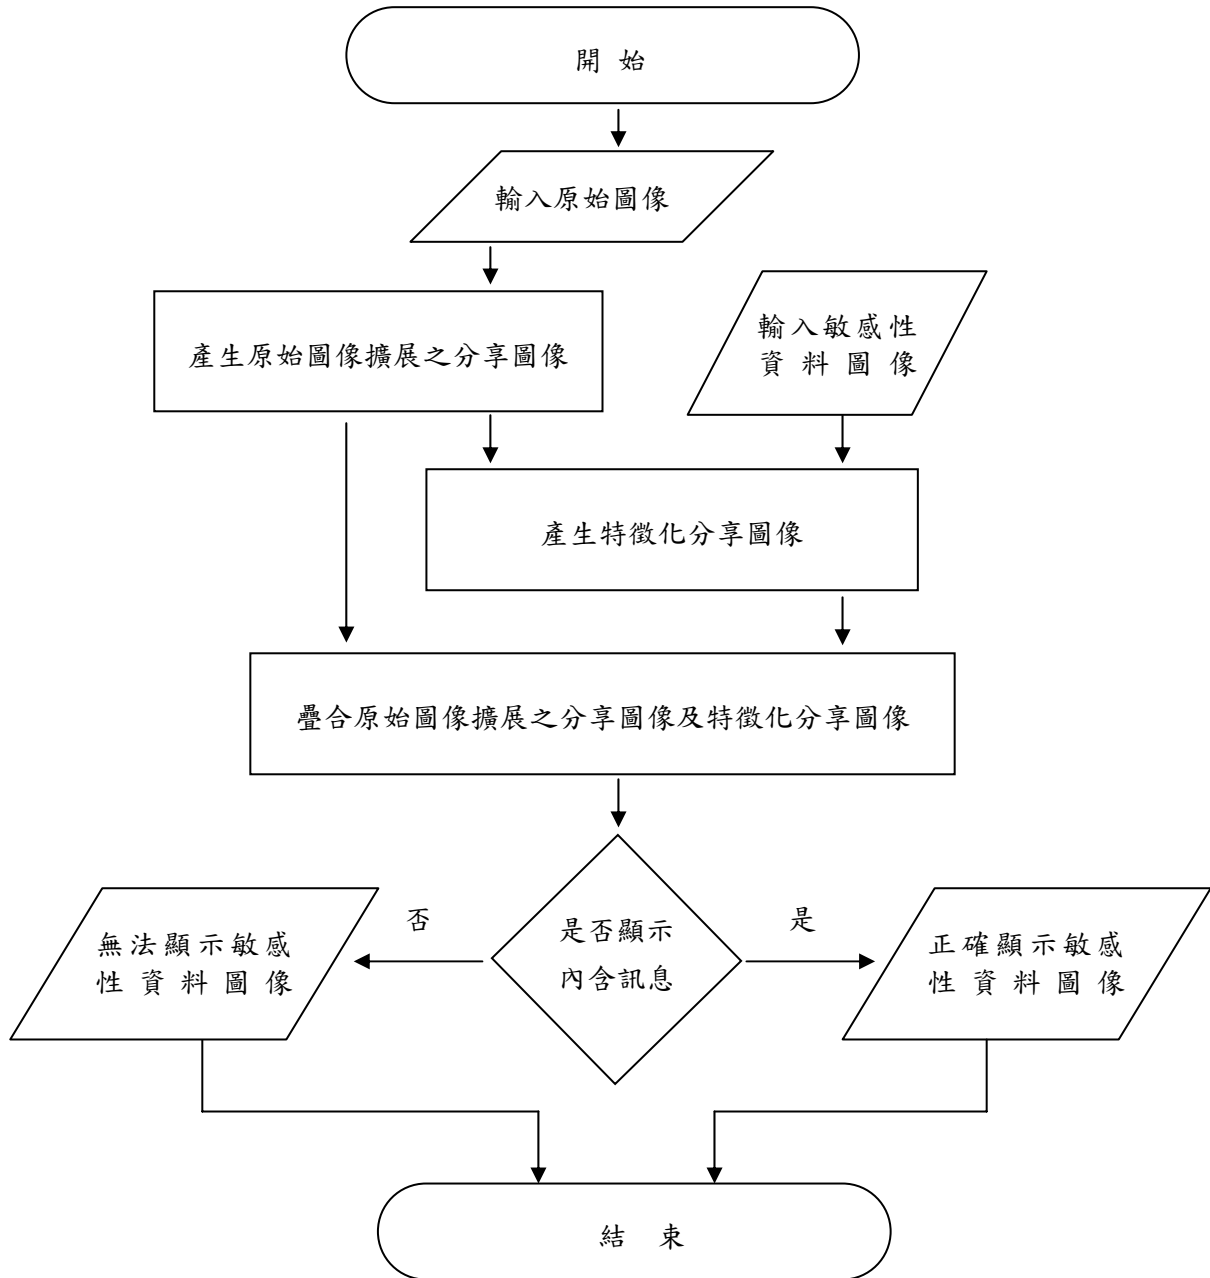 開 始
輸入原始圖像
產生原始圖像擴展之分享圖像
輸入敏感性
資料圖像
產生特徵化分享圖像
疊合原始圖像擴展之分享圖像及特徵化分享圖像
否
是否顯示
內含訊息
是
無法顯示敏感
性資料圖像
正確顯示敏感
性資料圖像
結 束